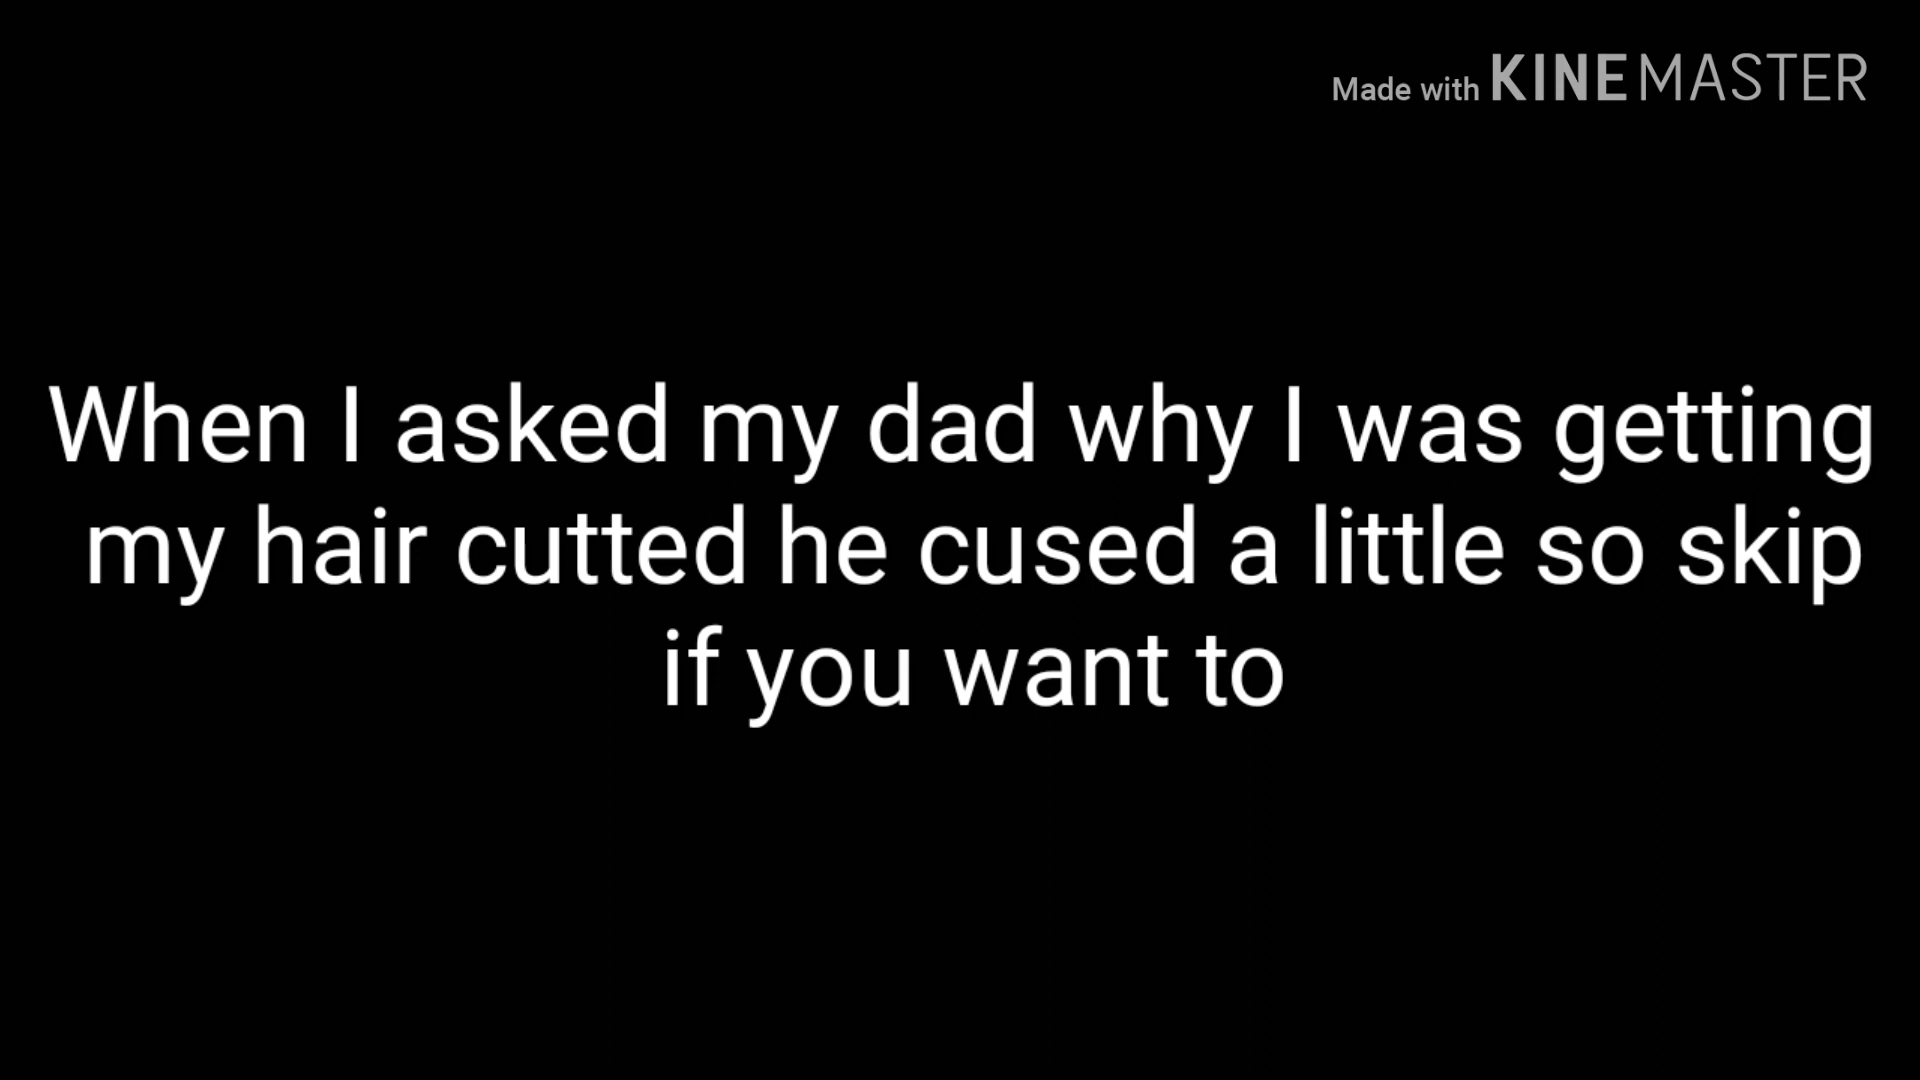 Made with KINEMASTER
When I asked my dad why I was getting
my hair cutted he cused a little so skip
if you want to